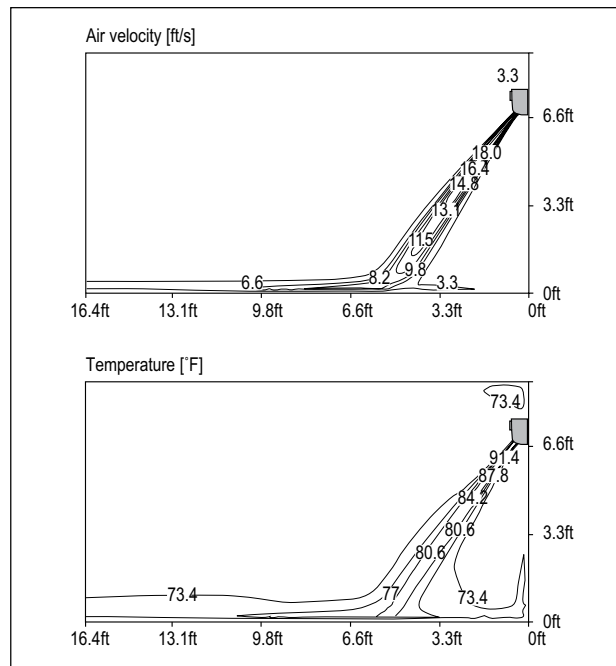 Air velocity [ft/s]
3.3
6.6ft
18.0
16.4
14.8
13.1
3.3ft
11.5
9.8
8.2
6.6
3.3
0ft
16.4ft 13.1ft 9.8ft 6.6ft 3.3ft 0ft
Temperature [˚F]
73.4
6.6ft
91.4
87.8
84.2
80.6
3.3ft
80.6
77
73.4
73.4
0ft
16.4ft 13.1ft 9.8ft 6.6ft 3.3ft 0ft